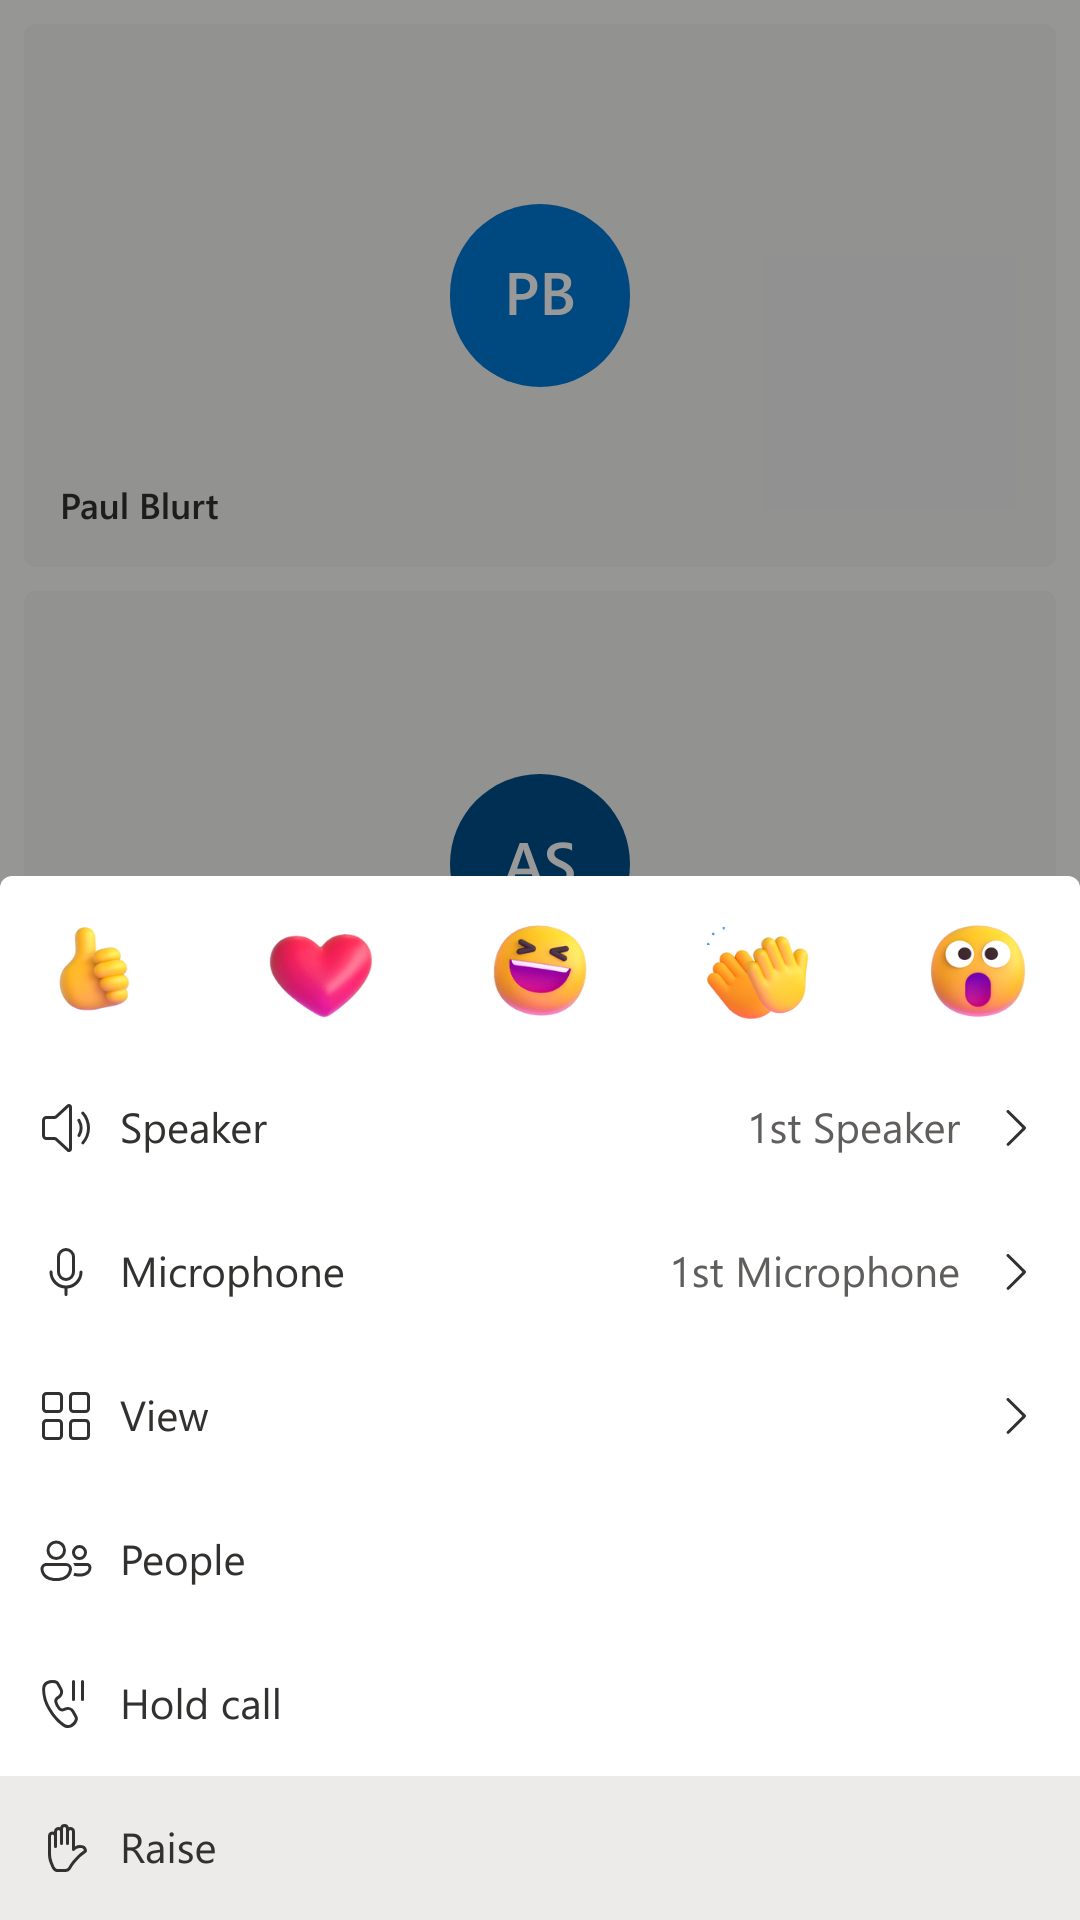 PB
Paul Blurt
AS
Speaker 1st Speaker
Microphone 1st Microphone
View
People
Hold call
Raise